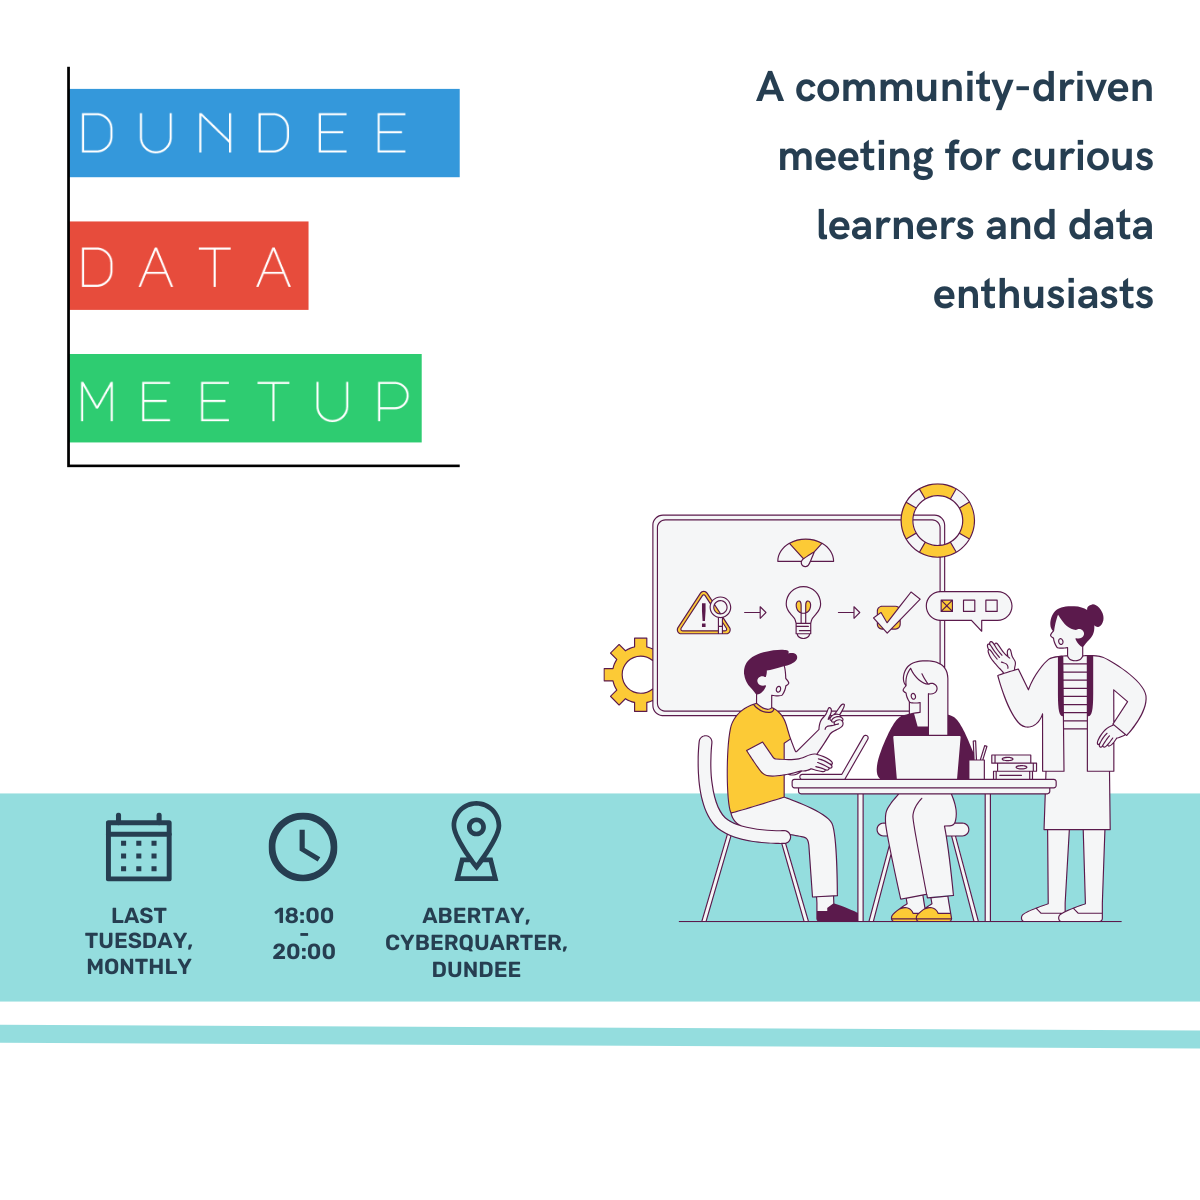 DUNDEE
DATA
MEETUP
A community-driven
meeting for curious
learners and data
enthusiasts
!
LAST
TUESDAY,
MONTHLY
18:00
-
20:00
ABERTAY,
CYBERQUARTER,
DUNDEE